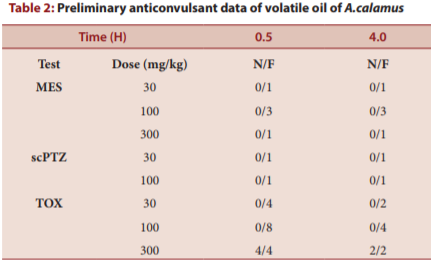 Table 2: Preliminary anticonvulsant data of volatile oil of A.calamus
Time (H) 0.5 4.0
Test Dose (mg/kg) N/F N/F
MES 30 0/1 0/1
100 0/3 0/3
300 0/1 0/1
scPTZ 30 0/1 0/1
100 0/1 0/1
TOX 30 0/4 0/2
100 0/8 0/4
300 4/4 2/2